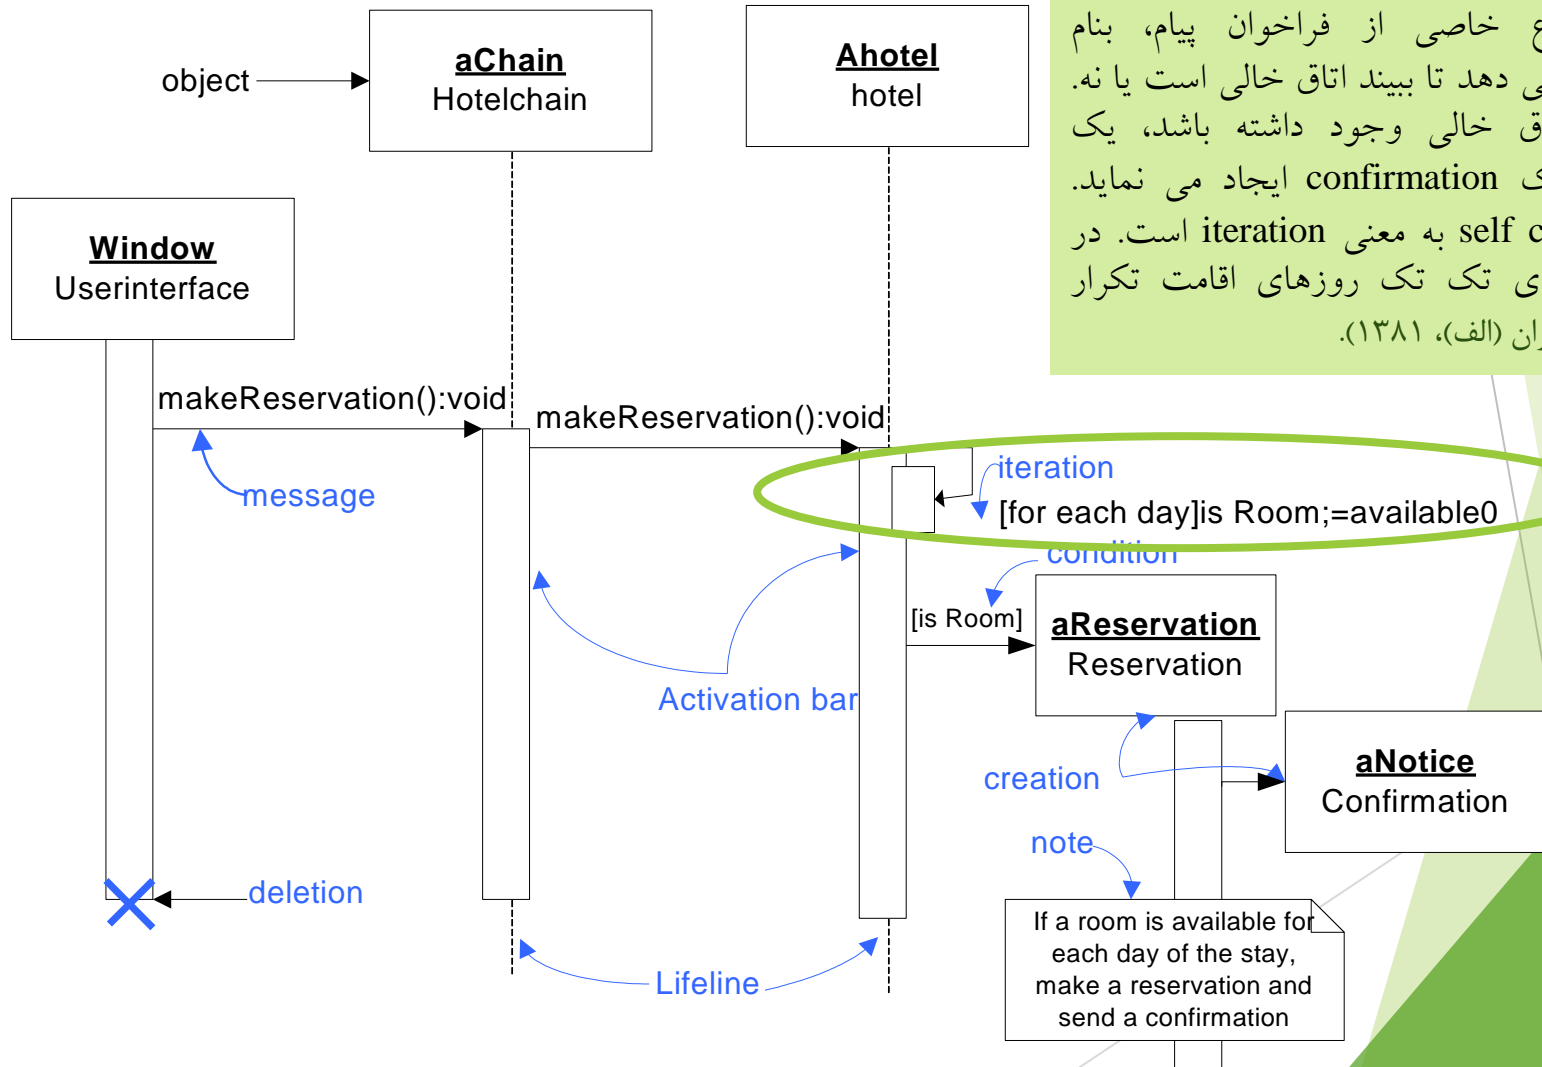 object
aChain
Hotelchain
Ahotel
hotel
خاصی از فراخوان پیام، بنام
دهد تا ببیند اتاق خالی است یا نه.
خالی وجود داشته باشد، یک
confirmation ایجاد می نماید.
self به معنی iteration است. در
تک تک روزهای اقامت تکرار
(الف)، ۱۳۸۱).
Window
Userinterface
makeReservation():void
makeReservation():void
message
iteration
[for each day]is Room;=available0
condition
[is Room]
aReservation
Reservation
Activation bar
creation
aNotice
Confirmation
note
deletion
If a room is available for
each day of the stay,
make a reservation and
send a confirmation
Lifeline